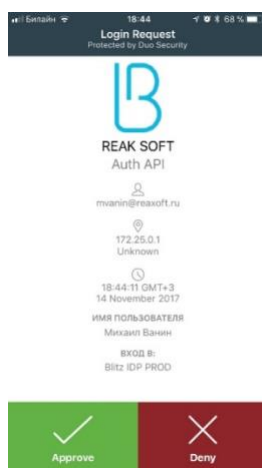 Билайн 18:44 68 %
Login Request
Protected by Duo Security
REAK SOFT
Auth API
mvanin@reaxoft.ru
172.25.0.1
Unknown
18:44:11 GMT+3
14 November 2017
ИМЯ ПОЛЬЗОВАТЕЛЯ
Михаил Ванин
ВХОД В:
Blitz IDP PROD
Approve Deny